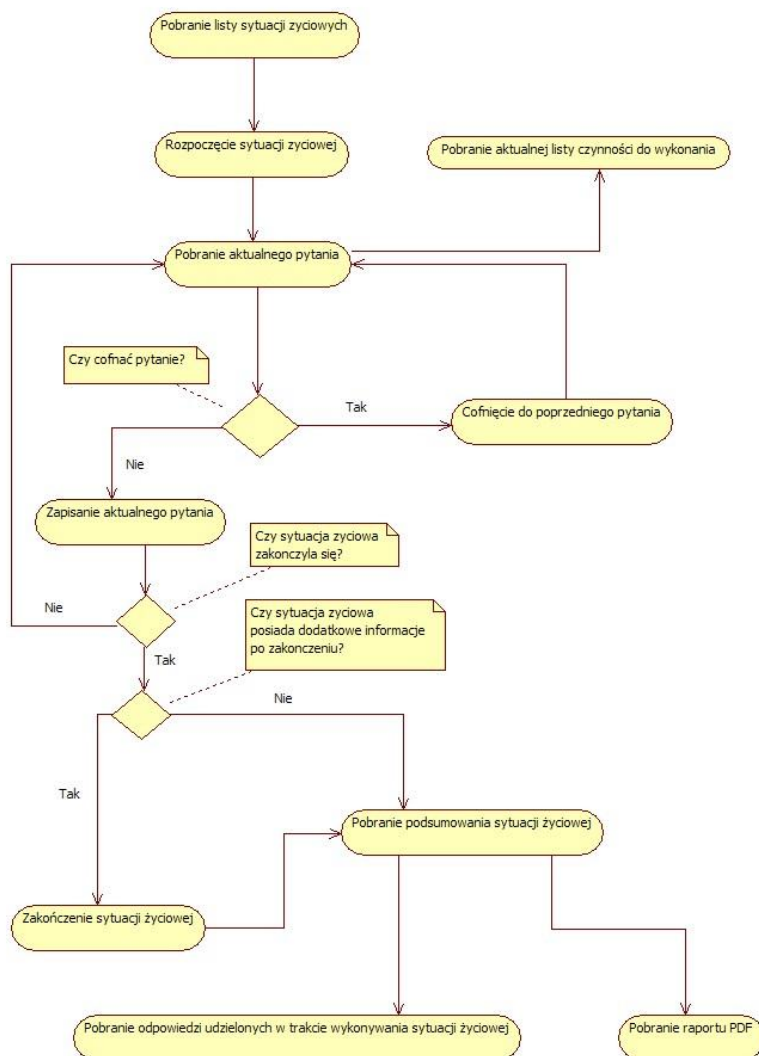 Pobranie listy sytuacji zyciowych
Rozpoczęcie sytuacji zyciowej
Pobranie aktualnej listy czynności do wykonania
Pobranie aktualnego pytania
Czy cofnać pytanie?
Tak
Cofnięcie do poprzedniego pytania
Nie
Zapisanie aktualnego pytania
Czy sytuacja zyciowa
zakonczyla się?
Nie
Czy sytuacja zyciowa
posiada dodatkowe informacje
po zakonczeniu?
Tak
Nie
Tak
Pobranie podsumowania sytuacji życiowej
Zakończenie sytuacji życiowej
Pobranie odpowiedzi udzielonych w trakcie wykonywania sytuacji życiowej
Pobranie raportu PDF